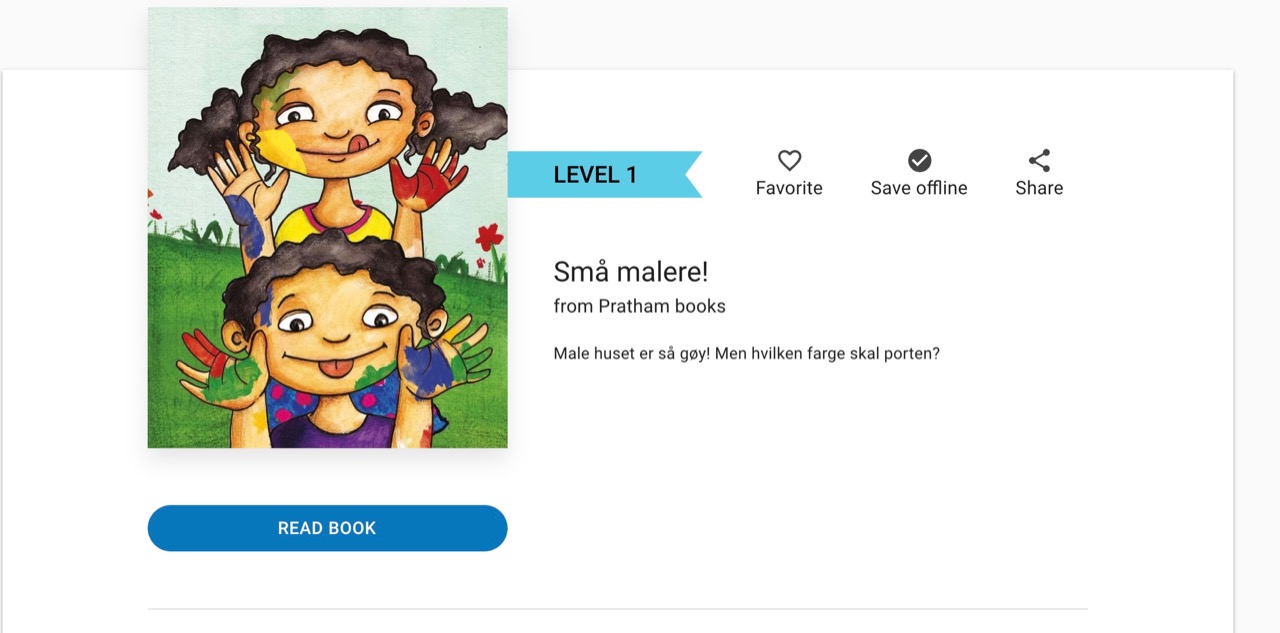 LEVEL 1
Favorite
Save offline
Share
Små malere!
from Pratham books
Male huset er så gøy! Men hvilken farge skal porten?
READ BOOK